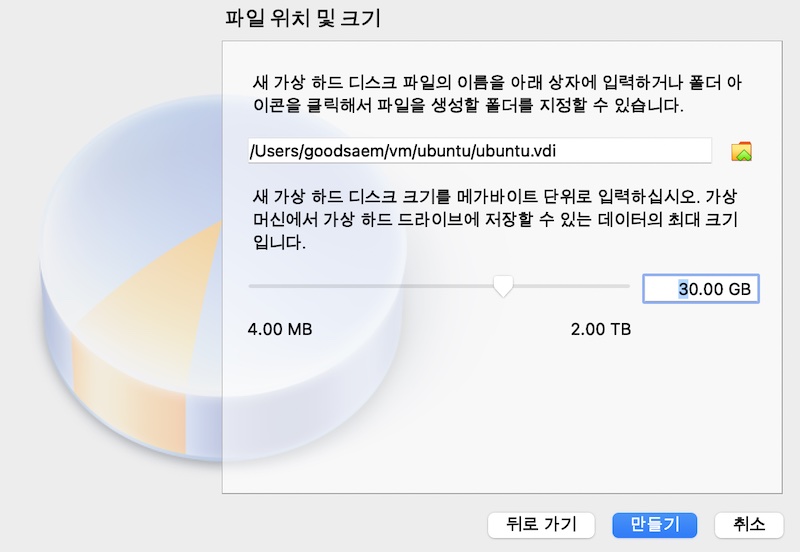 파일 위치 및 크기
새 가상 하드 디스크 파일의 이름을 아래 상자에 입력하거나 폴더 아
이콘을 클릭해서 파일을 생성할 폴더를 지정할 수 있습니다.
/Users/goodsaem/vm/ubuntu/ubuntu.vdi
새 가상 하드 디스크 크기를 메가바이트 단위로 입력하십시오. 가상
머신에서 가상 하드 드라이브에 저장할 수 있는 데이터의 최대 크기
입니다.
30.00 GB
4.00 MB 2.00 TB
뒤로 가기 만들기 취소